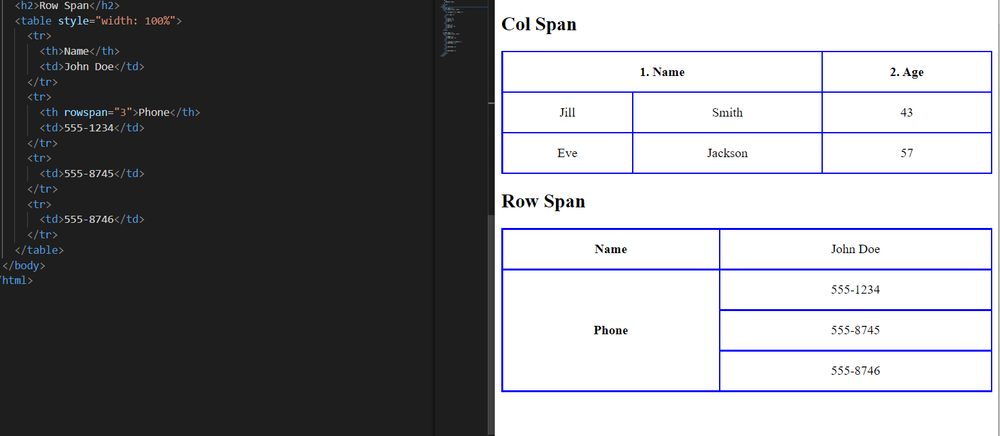 <h2>Row Span</h2>
<table style="width: 100%">
<tr>
<th>Name</th>
<td>John Doe</td>
</tr>
<tr>
<th rowspan="3">Phone</th>
<td>555-1234</td>
</tr>
<tr>
<td>555-8745</td>
</tr>
<tr>
<td>555-8746</td>
</tr>
</table>
</body>
/html>
Col Span
1. Name 2. Age
Jill Smith 43
Eve Jackson 57
Row Span
Name John Doe
555-1234
Phone 555-8745
555-8746